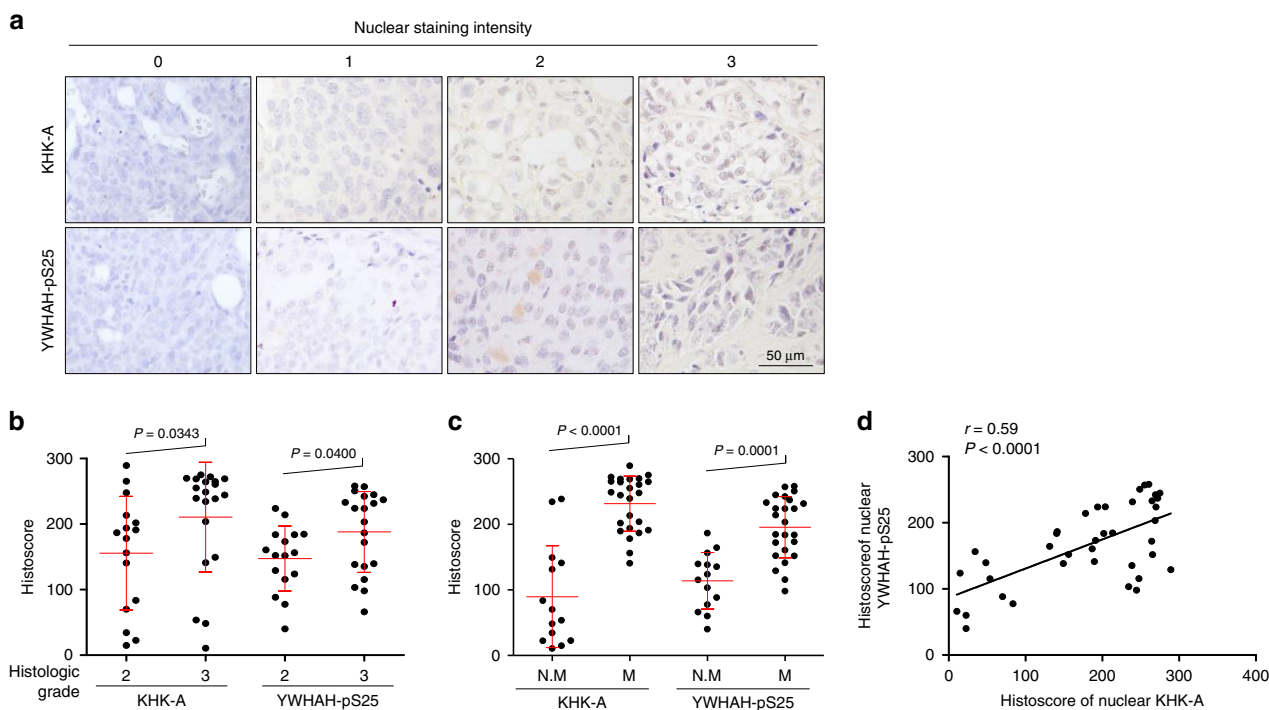 a
Nuclear staining intensity
0 1 2 3
KHK-A
YWHAH-pS25
50 μm
b
P = 0.0343
P = 0.0400
300
200
100
0
Histoscore
Histologic grade
2 3 2 3
KHK-A YWHAH-pS25
c
P < 0.0001
P = 0.0001
300
200
100
0
Histoscore
N.M M N.M M
KHK-A YWHAH-pS25
d
r = 0.59
P < 0.0001
300
200
100
0
Histoscoreof nuclear
YWHAH-pS25
0 100 200 300 400
Histoscore of nuclear KHK-A